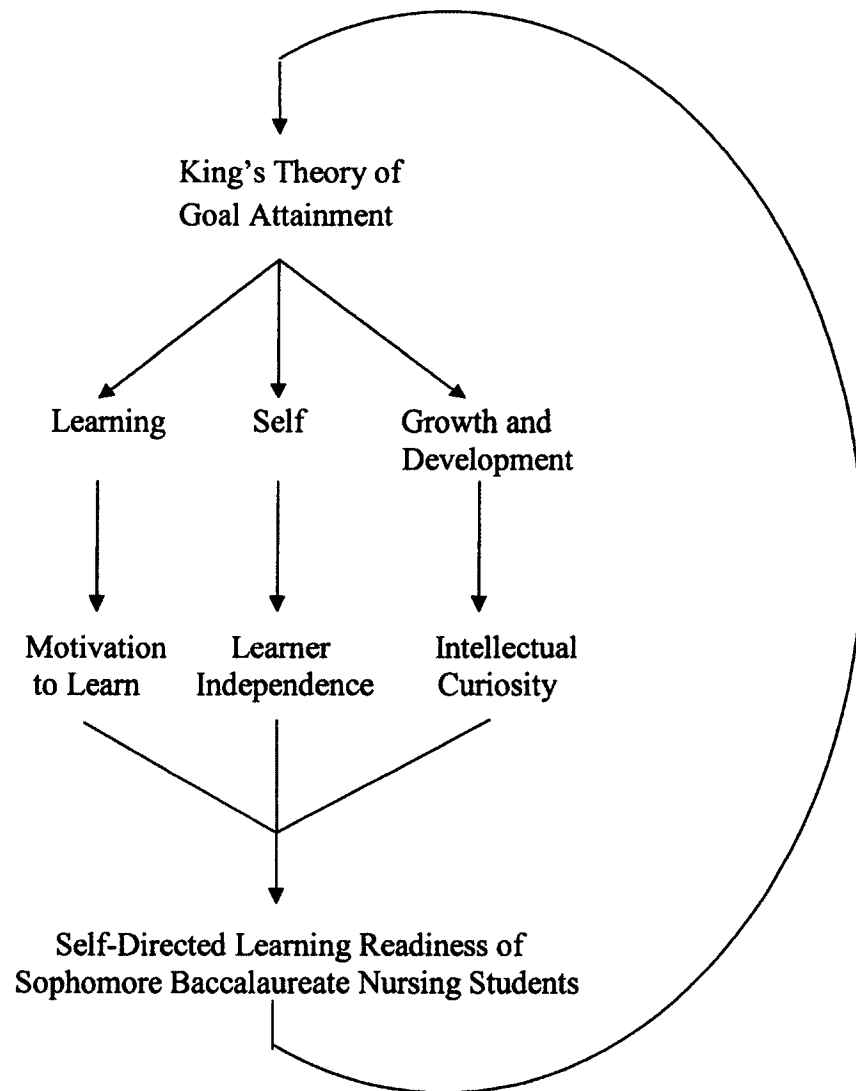 King's Theory of
Goal Attainment
Learning
Self
Growth and
Development
Motivation
to Learn
Learner
Independence
Intellectual
Curiosity
Self-Directed Learning Readiness of
Sophomore Baccalaureate Nursing Students